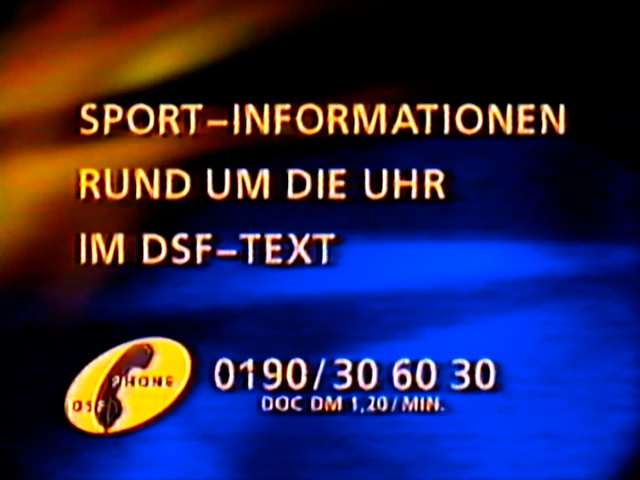 SPORT–INFORMATIONEN
RUND UM DIE UHR
IM DSF–TEXT
PHONE
DSF
0190/30 60 30
DOC DM 1,20/MIN.